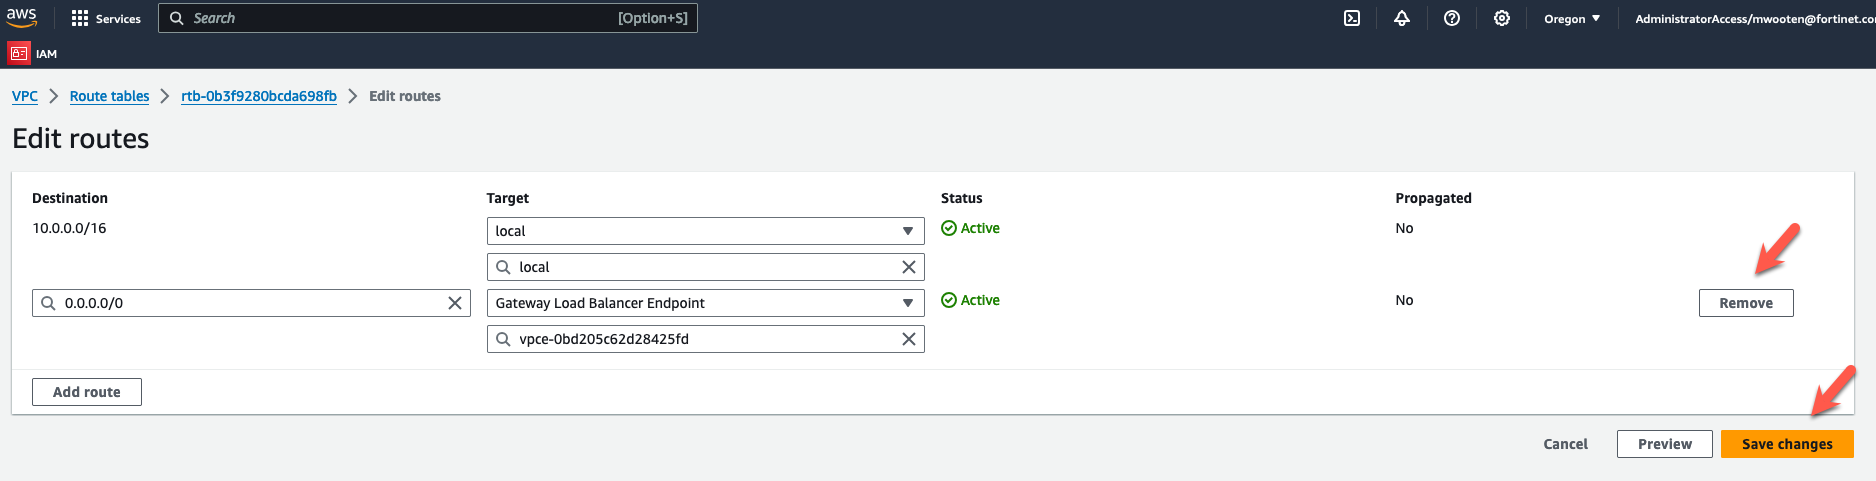 aws Services Search [Option+S] Oregon AdministratorAccess/mwooten@fortinet.co
IAM
VPC Route tables rtb-0b3f9280bcda698fb Edit routes
Edit routes
Destination Target Status Propagated
10.0.0.0/16 local Active No
local
0.0.0.0/0 Gateway Load Balancer Endpoint Active No Remove
vpce-0bd205c62d28425fd
Add route
Cancel Preview Save changes